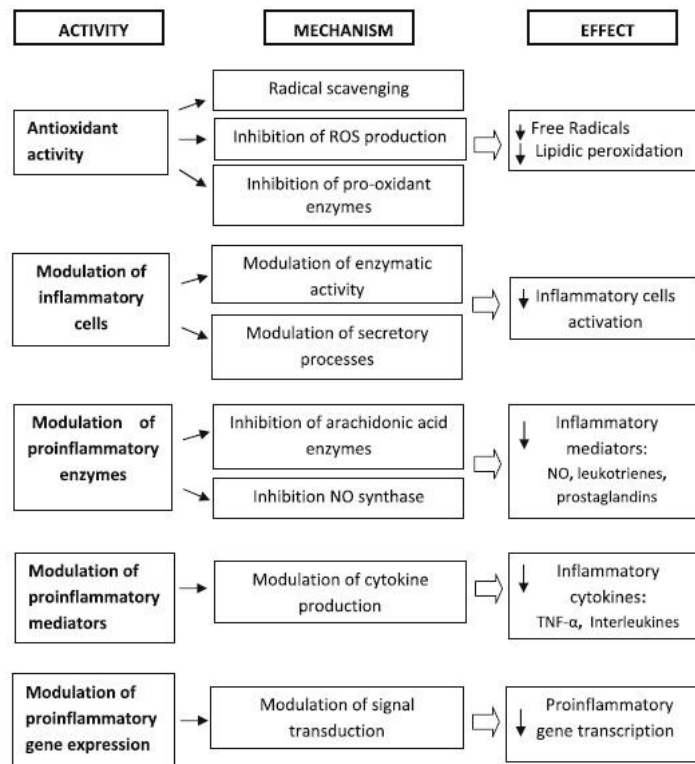 ACTIVITY
MECHANISM
EFFECT
Antioxidant
activity
Radical scavenging
Inhibition of ROS production
Inhibition of pro-oxidant
enzymes
Free Radicals
Lipidic peroxidation
Modulation of
inflammatory
cells
Modulation of enzymatic
activity
Modulation of secretory
processes
Inflammatory cells
activation
Modulation of
proinflammatory
enzymes
Inhibition of arachidonic acid
enzymes
Inhibition NO synthase
Inflammatory
mediators:
NO, leukotrienes,
prostaglandins
Modulation of
proinflammatory
mediators
Modulation of cytokine
production
Inflammatory
cytokines:
TNF-α, Interleukines
Modulation of
proinflammatory
gene expression
Modulation of signal
transduction
Proinflammatory
gene transcription